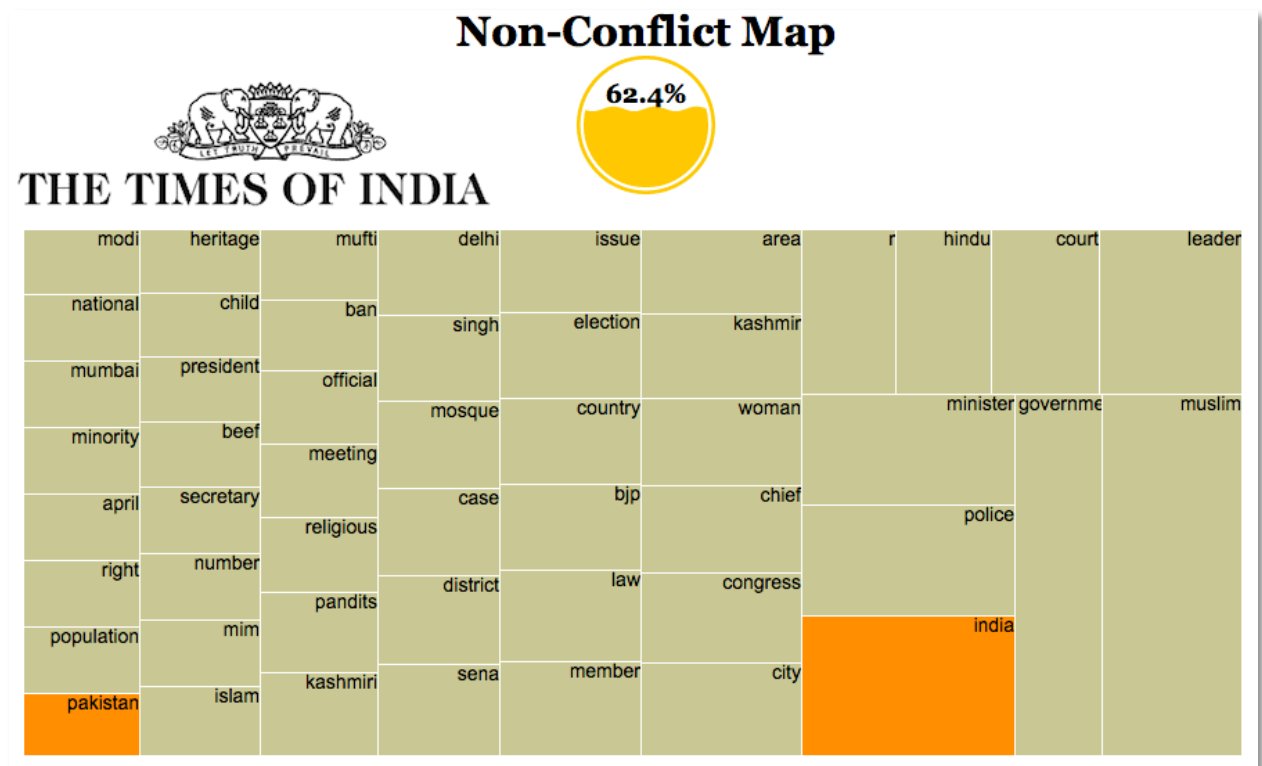 Non-Conflict Map
62.4%
LET TRUTH PREVAIL
THE TIMES OF INDIA
modi
heritage
mufti
delhi
issue
area
r
hindu
court
leader
national
child
ban
singh
election
kashmir
mumbai
president
official
mosque
country
woman
minister
governme
muslim
minority
beef
meeting
case
bjp
chief
police
april
secretary
religious
district
law
congress
india
right
number
pandits
sena
member
city
population
mim
kashmiri
pakistan
islam